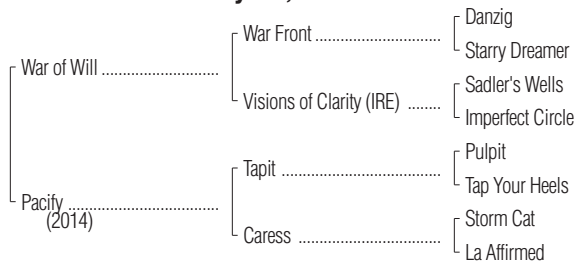 Danzig
War Front ..............................
Starry Dreamer
War of Will ............................
Sadler's Wells
Visions of Clarity (IRE) ........
Imperfect Circle
Pulpit
Tapit ......................................
Tap Your Heels
Pacify ....................................
(2014)
Storm Cat
Caress ..................................
La Affirmed